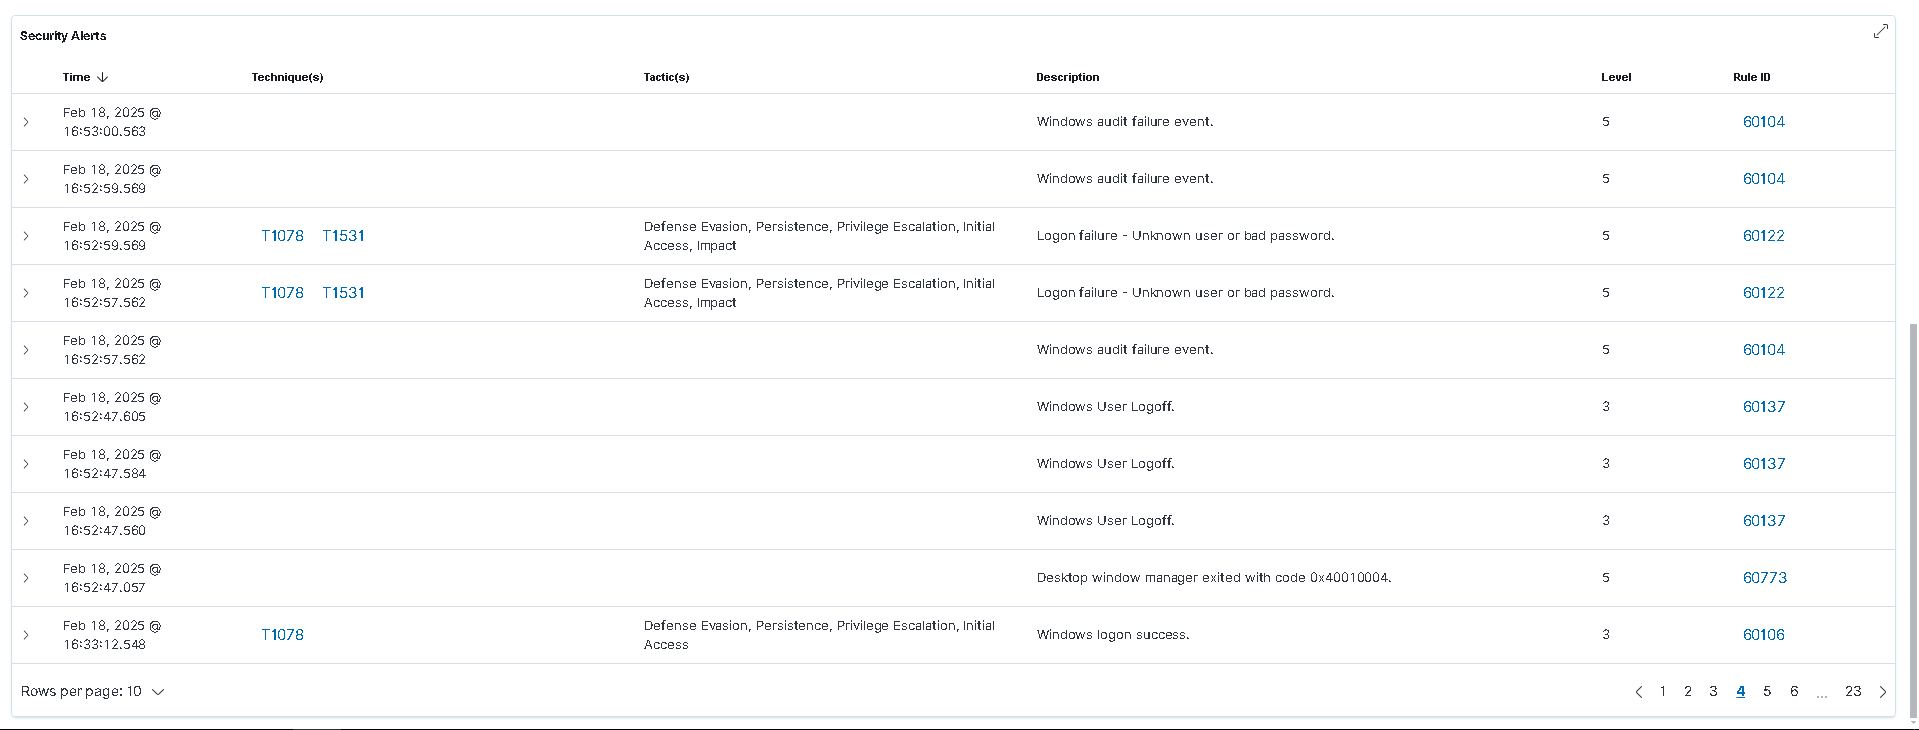 Security Alerts
Time Technique(s) Tactic(s) Description Level Rule ID
Feb 18, 2025 @
16:53:00.563
Windows audit failure event. 5 60104
Feb 18, 2025 @
16:52:59.569
Windows audit failure event. 5 60104
Feb 18, 2025 @
16:52:59.569
T1078 T1531
Defense Evasion, Persistence, Privilege Escalation, Initial
Access, Impact
Logon failure - Unknown user or bad password. 5 60122
Feb 18, 2025 @
16:52:57.562
T1078 T1531
Defense Evasion, Persistence, Privilege Escalation, Initial
Access, Impact
Logon failure - Unknown user or bad password. 5 60122
Feb 18, 2025 @
16:52:57.562
Windows audit failure event. 5 60104
Feb 18, 2025 @
16:52:47.605
Windows User Logoff. 3 60137
Feb 18, 2025 @
16:52:47.584
Windows User Logoff. 3 60137
Feb 18, 2025 @
16:52:47.560
Windows User Logoff. 3 60137
Feb 18, 2025 @
16:52:47.057
Desktop window manager exited with code 0x40010004. 5 60773
Feb 18, 2025 @
16:33:12.548
T1078
Defense Evasion, Persistence, Privilege Escalation, Initial
Access
Windows logon success. 3 60106
Rows per page: 10 1 2 3 4 5 6 ... 23